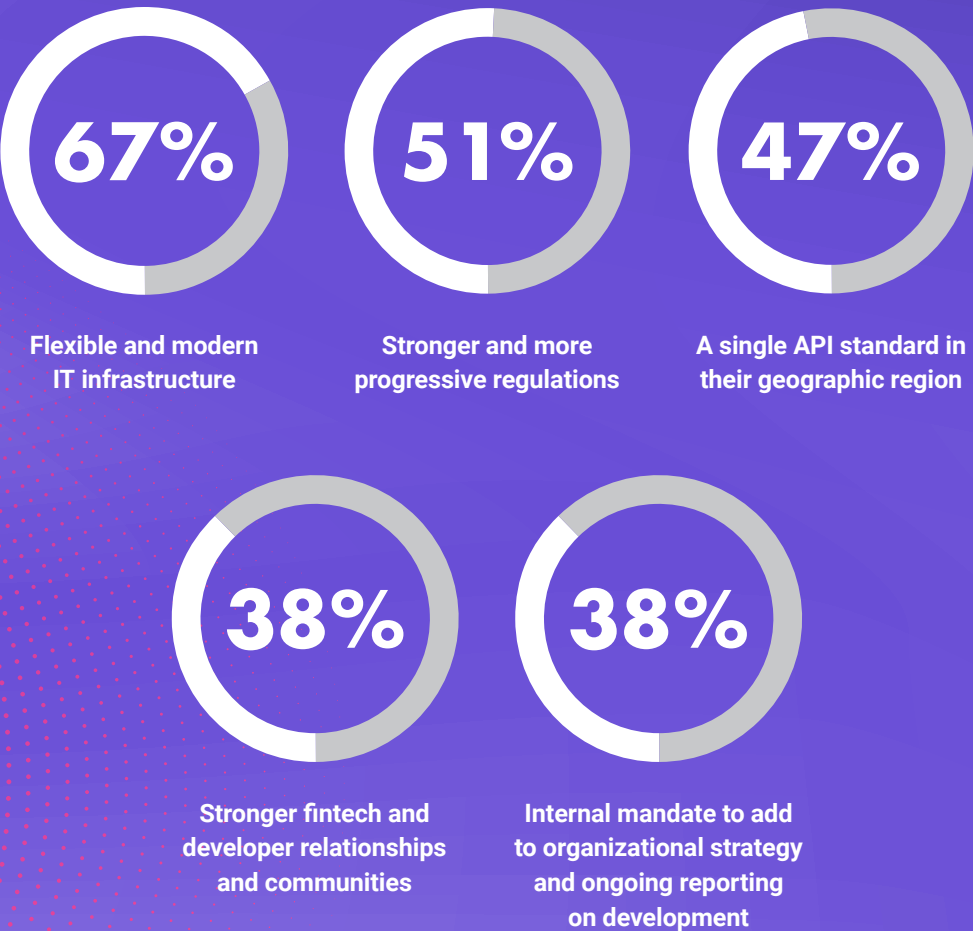 67%
51%
47%
Flexible and modern
IT infrastructure
Stronger and more
progressive regulations
A single API standard in
their geographic region
38%
38%
Stronger fintech and
developer relationships
and communities
Internal mandate to add
to organizational strategy
and ongoing reporting
on development